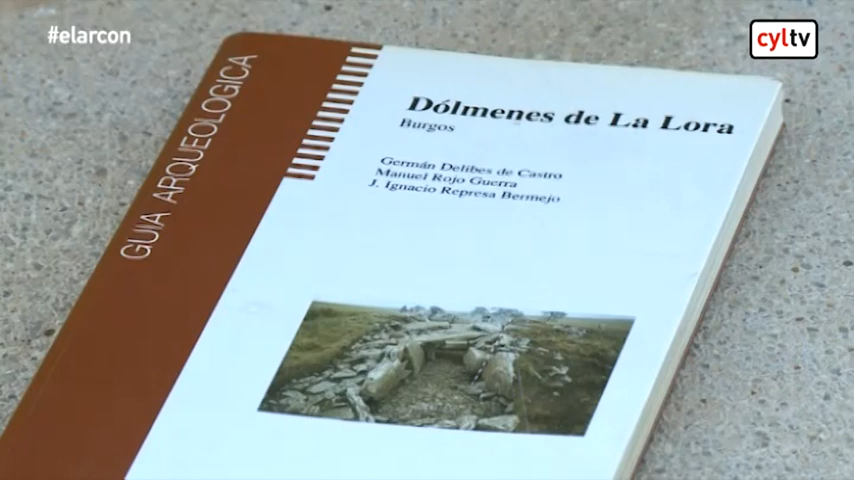 #elarcon
cyltv
GUIA ARQUEOLOGICA
Dólmenes de La Lora
Burgos
Germán Delibes de Castro
Manuel Rojo Guerra
J. Ignacio Represa Bermejo